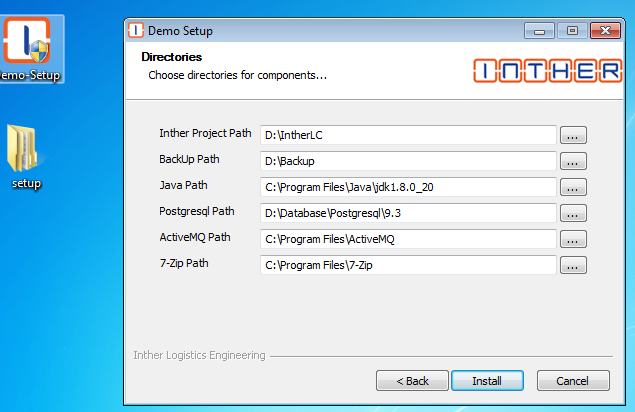 Demo Setup
Directories
Choose directories for components...
INTHER
emo-Setup
setup
Inther Project Path D:\IntherLC ...
BackUp Path D:\Backup ...
Java Path C:\Program Files\Java\jdk1.8.0_20 ...
Postgresql Path D:\Database\Postgresql\9.3 ...
ActiveMQ Path C:\Program Files\ActiveMQ ...
7-Zip Path C:\Program Files\7-Zip ...
Inther Logistics Engineering
< Back Install Cancel